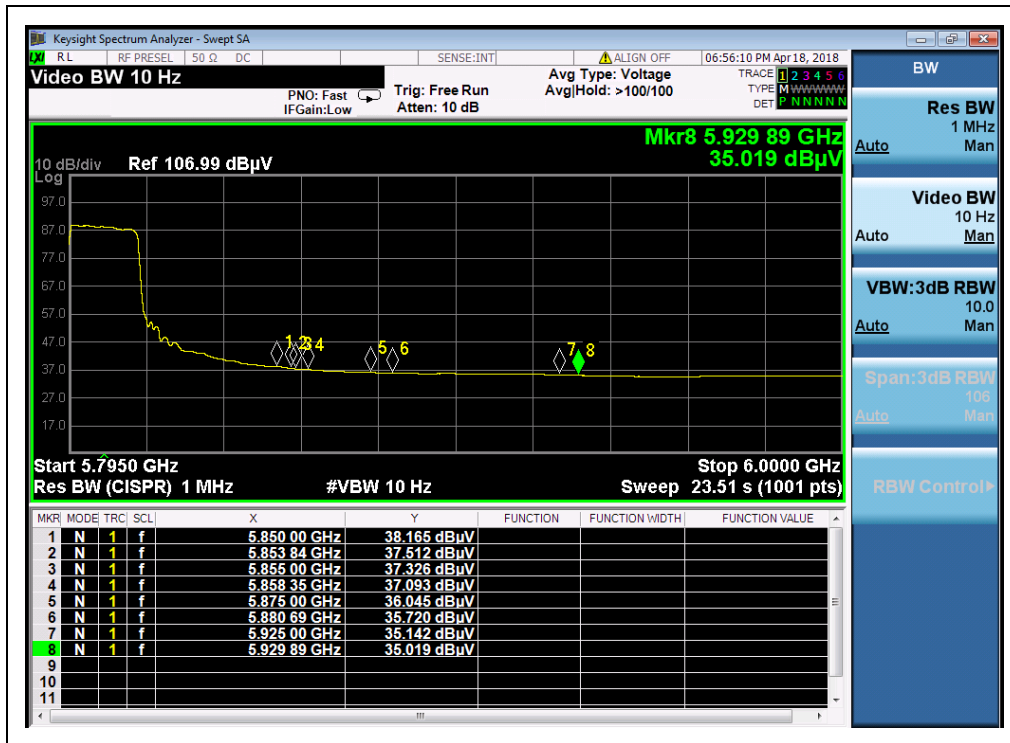 Keysight Spectrum Analyzer - Swept SA
LXI RL RF PRESEL 50 Ω DC SENSE:INT ALIGN OFF 06:56:10 PM Apr 18, 2018
Video BW 10 Hz
PNO: Fast
IFGain:Low
Trig: Free Run
Atten: 10 dB
Avg Type: Voltage
Avg|Hold: >100/100
TRACE 1 2 3 4 5 6
TYPE M WWWWW
DET P N N N N N
Mkr8 5.929 89 GHz
35.019 dBµV
10 dB/div Ref 106.99 dBµV
Log
97.0
87.0
77.0
67.0
57.0
47.0
37.0
27.0
17.0
1 2 3 4 5 6 7 8
Start 5.7950 GHz Stop 6.0000 GHz
Res BW (CISPR) 1 MHz #VBW 10 Hz Sweep 23.51 s (1001 pts)
MKR MODE TRC SCL X Y FUNCTION FUNCTION WIDTH FUNCTION VALUE
1 N 1 f 5.850 00 GHz 38.165 dBµV
2 N 1 f 5.853 84 GHz 37.512 dBµV
3 N 1 f 5.855 00 GHz 37.326 dBµV
4 N 1 f 5.858 35 GHz 37.093 dBµV
5 N 1 f 5.875 00 GHz 36.045 dBµV
6 N 1 f 5.880 69 GHz 35.720 dBµV
7 N 1 f 5.925 00 GHz 35.142 dBµV
8 N 1 f 5.929 89 GHz 35.019 dBµV
9
10
11
BW
Res BW
1 MHz
Auto Man
Video BW
10 Hz
Auto Man
VBW:3dB RBW
10.0
Auto Man
Span:3dB RBW
106
Auto Man
RBW Control